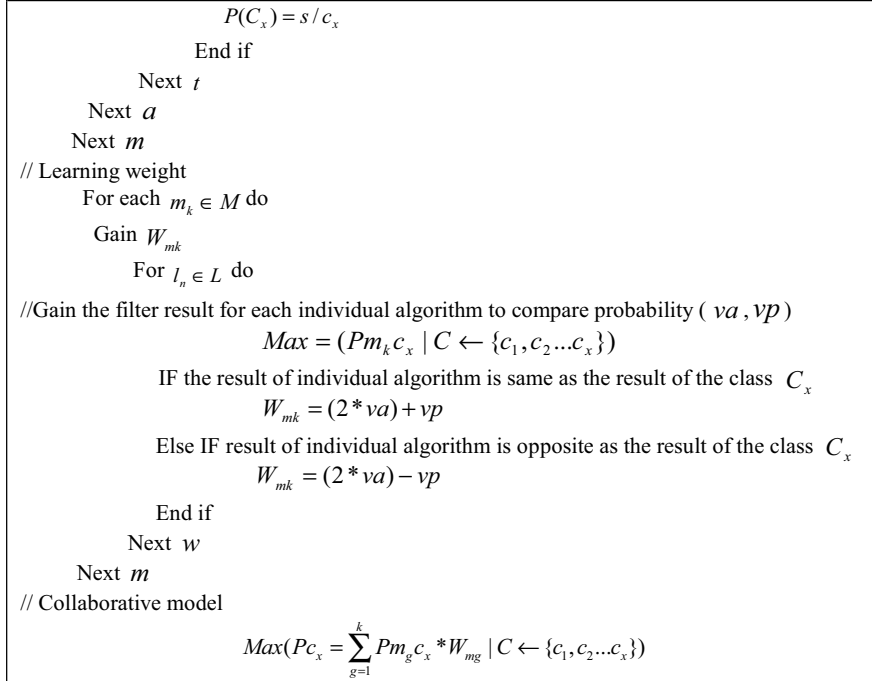 P(C_x) = s / c_x
End if
Next t
Next a
Next m
// Learning weight
For each m_k ∈ M do
Gain W_mk
For l_n ∈ L do
//Gain the filter result for each individual algorithm to compare probability ( va , vp )
Max = (Pm_k c_x | C ← {c_1, c_2 ... c_x})
IF the result of individual algorithm is same as the result of the class C_x
W_mk = (2 * va) + vp
Else IF result of individual algorithm is opposite as the result of the class C_x
W_mk = (2 * va) − vp
End if
Next w
Next m
// Collaborative model
Max(Pc_x = ∑_{g=1}^{k} Pm_g c_x * W_mg | C ← {c_1, c_2 ... c_x})